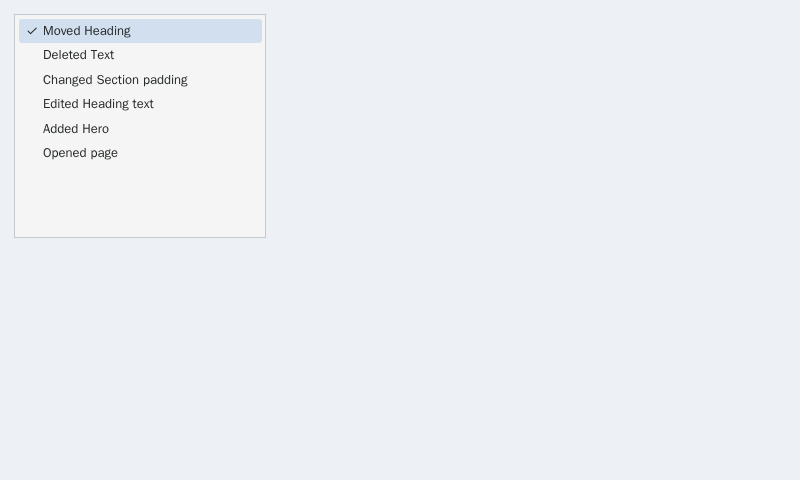 Moved Heading
Deleted Text
Changed Section padding
Edited Heading text
Added Hero
Opened page